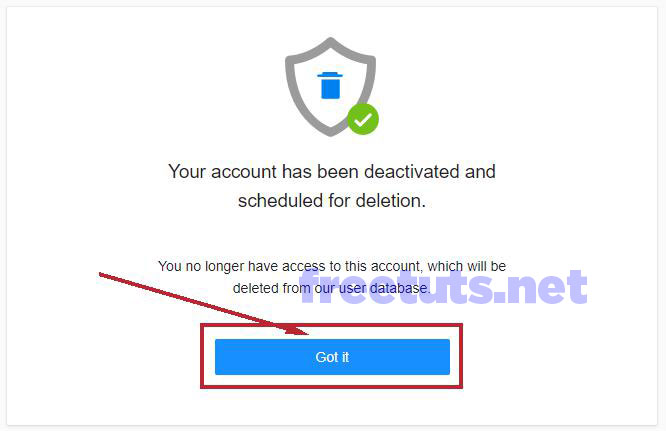 Your account has been deactivated and
scheduled for deletion.
You no longer have access to this account, which will be
deleted from our user database.
freetuts.net
Got it